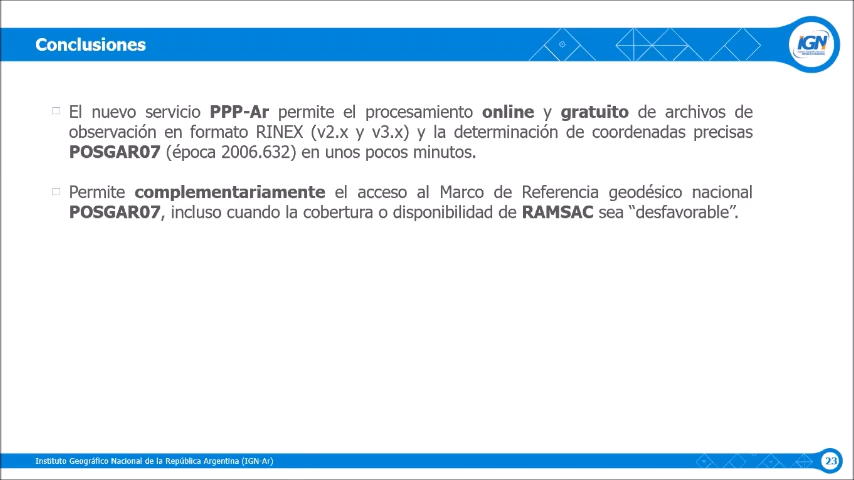 Conclusiones
IGN
El nuevo servicio PPP-Ar permite el procesamiento online y gratuito de archivos de
observación en formato RINEX (v2.x y v3.x) y la determinación de coordenadas precisas
POSGAR07 (época 2006.632) en unos pocos minutos.
Permite complementariamente el acceso al Marco de Referencia geodésico nacional
POSGAR07, incluso cuando la cobertura o disponibilidad de RAMSAC sea “desfavorable”.
Instituto Geográfico Nacional de la República Argentina (IGN-Ar)
23